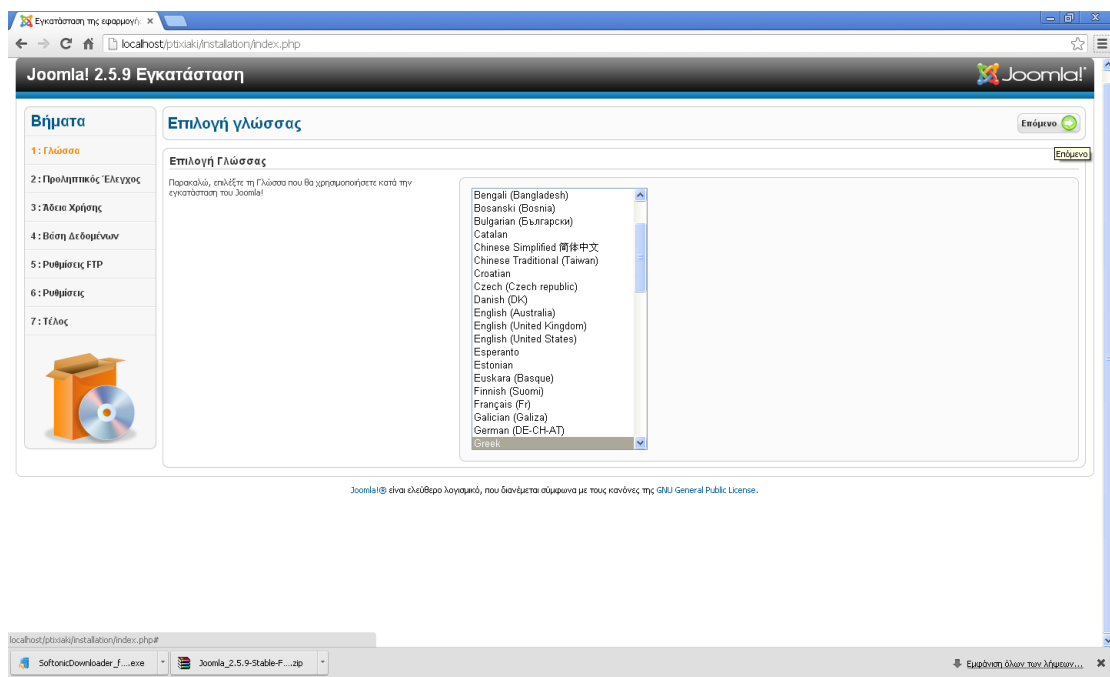 Εγκατάσταση της εφαρμογής
localhost/ptixiaki/installation/index.php
Joomla! 2.5.9 Εγκατάσταση
Joomla!
Βήματα
1 : Γλώσσα
2 : Προληπτικός Έλεγχος
3 : Άδεια Χρήσης
4 : Βάση Δεδομένων
5 : Ρυθμίσεις FTP
6 : Ρυθμίσεις
7 : Τέλος
Επιλογή γλώσσας
Επόμενο
Επόμενο
Επιλογή Γλώσσας
Παρακαλώ, επιλέξτε τη Γλώσσα που θα χρησιμοποιήσετε κατά την
εγκατάσταση του Joomla!
Bengali (Bangladesh)
Bosanski (Bosnia)
Bulgarian (Български)
Catalan
Chinese Simplified 简体中文
Chinese Traditional (Taiwan)
Croatian
Czech (Czech republic)
Danish (DK)
English (Australia)
English (United Kingdom)
English (United States)
Esperanto
Estonian
Euskara (Basque)
Finnish (Suomi)
Français (Fr)
Galician (Galiza)
German (DE-CH-AT)
Greek
Joomla!® είναι ελεύθερο λογισμικό, που διανέμεται σύμφωνα με τους κανόνες της GNU General Public License.
localhost/ptixiaki/installation/index.php#
SoftonicDownloader_f....exe
Joomla_2.5.9-Stable-F....zip
Εμφάνιση όλων των λήψεων...